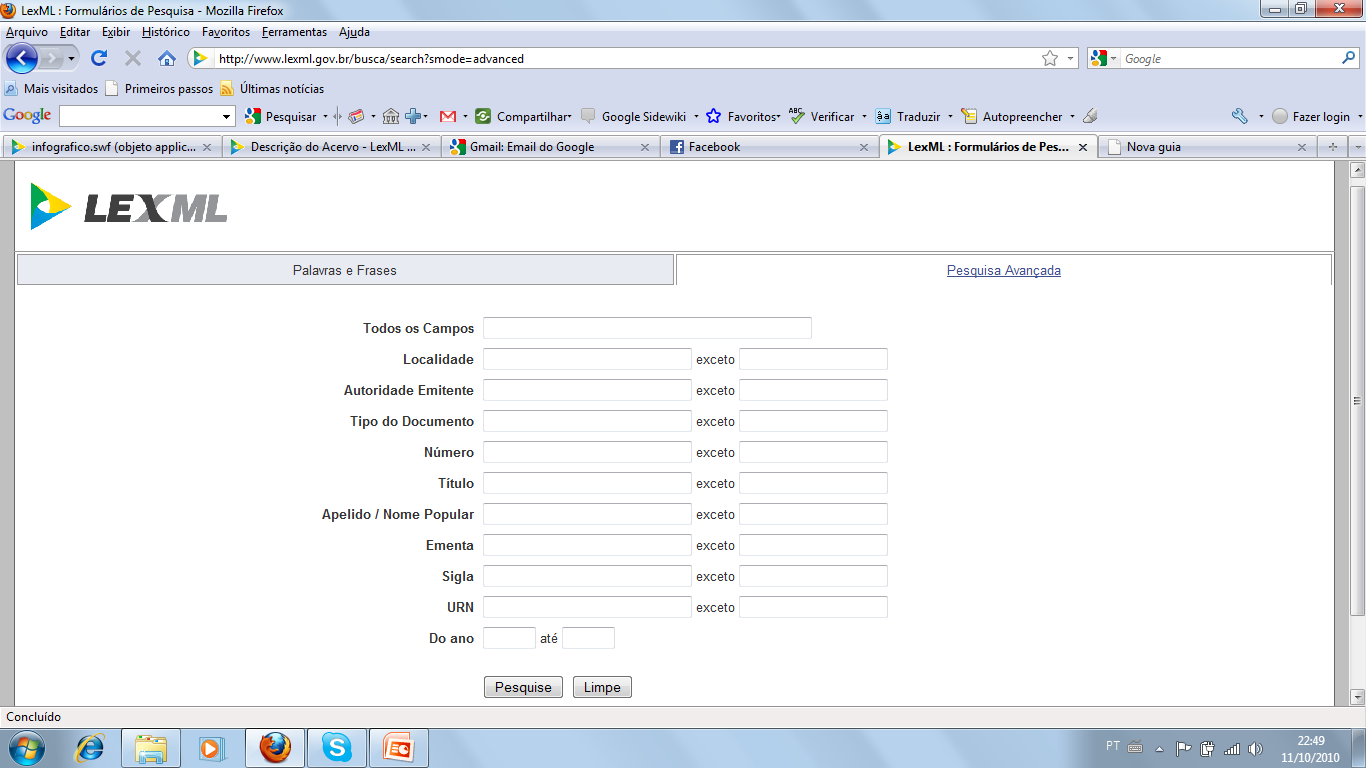 LexML : Formulários de Pesquisa - Mozilla Firefox
Arquivo Editar Exibir Histórico Favoritos Ferramentas Ajuda
http://www.lexml.gov.br/busca/search?smode=advanced Google
Mais visitados Primeiros passos Últimas notícias
Google Pesquisar Compartilhar Google Sidewiki Favoritos Verificar Traduzir Autopreencher Fazer login
infografico.swf (objeto applic... Descrição do Acervo - LexML ... Gmail: Email do Google Facebook LexML : Formulários de Pes... Nova guia
LEXML
Palavras e Frases Pesquisa Avançada
Todos os Campos
Localidade exceto
Autoridade Emitente exceto
Tipo do Documento exceto
Número exceto
Título exceto
Apelido / Nome Popular exceto
Ementa exceto
Sigla exceto
URN exceto
Do ano até
Pesquise Limpe
Concluído
PT 22:49
11/10/2010